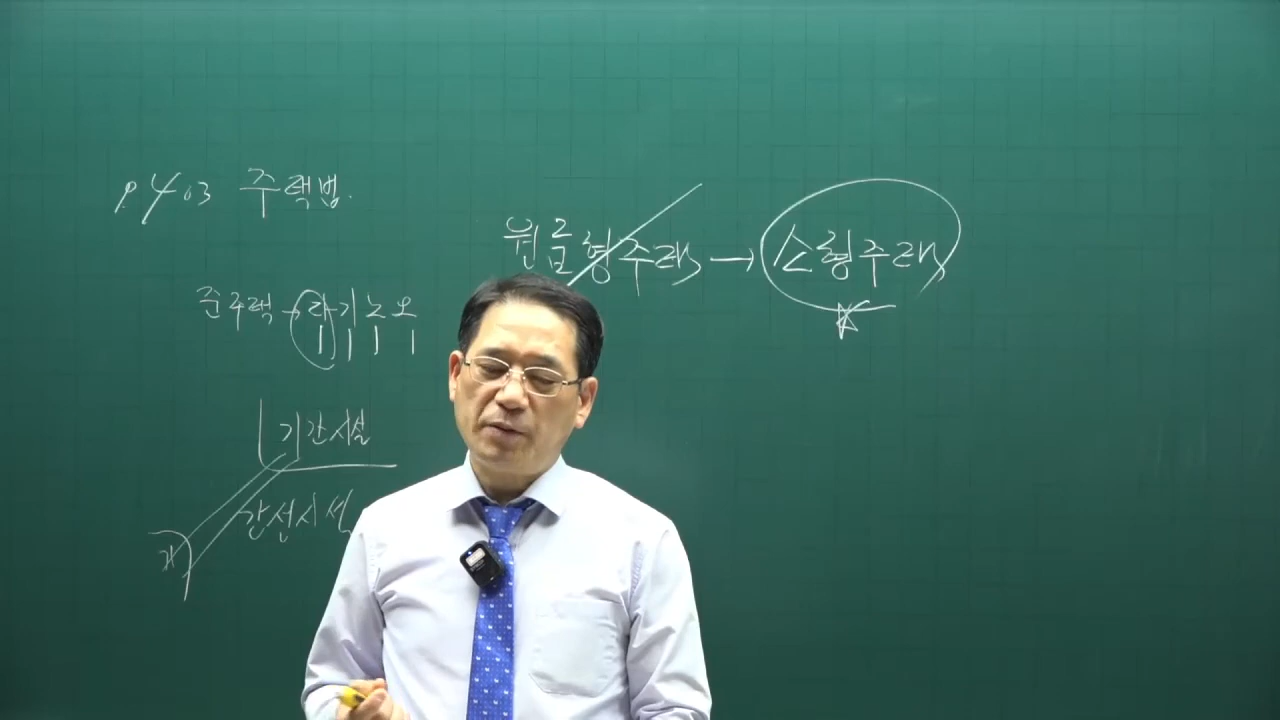 P.403 주택법.
원룸형주택 → 소형주택
준주택 - 다기노오
기간시설
간선시설